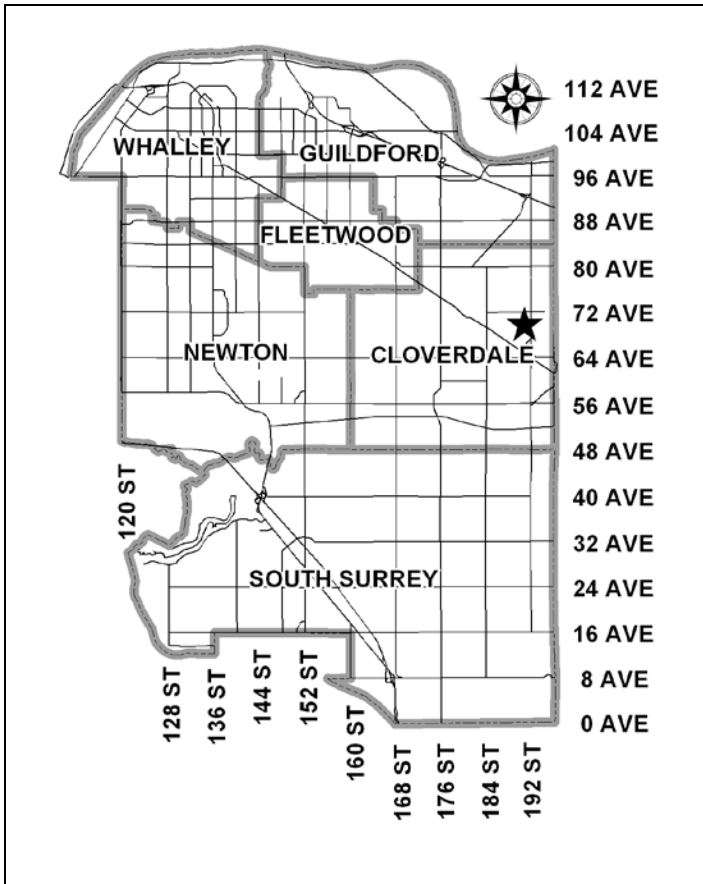 112 AVE
104 AVE
WHALLEY
GUILDFORD
96 AVE
88 AVE
FLEETWOOD
80 AVE
72 AVE
NEWTON
CLOVERDALE
64 AVE
56 AVE
48 AVE
120 ST
40 AVE
32 AVE
SOUTH SURREY
24 AVE
16 AVE
8 AVE
0 AVE
128 ST
136 ST
144 ST
152 ST
160 ST
168 ST
176 ST
184 ST
192 ST